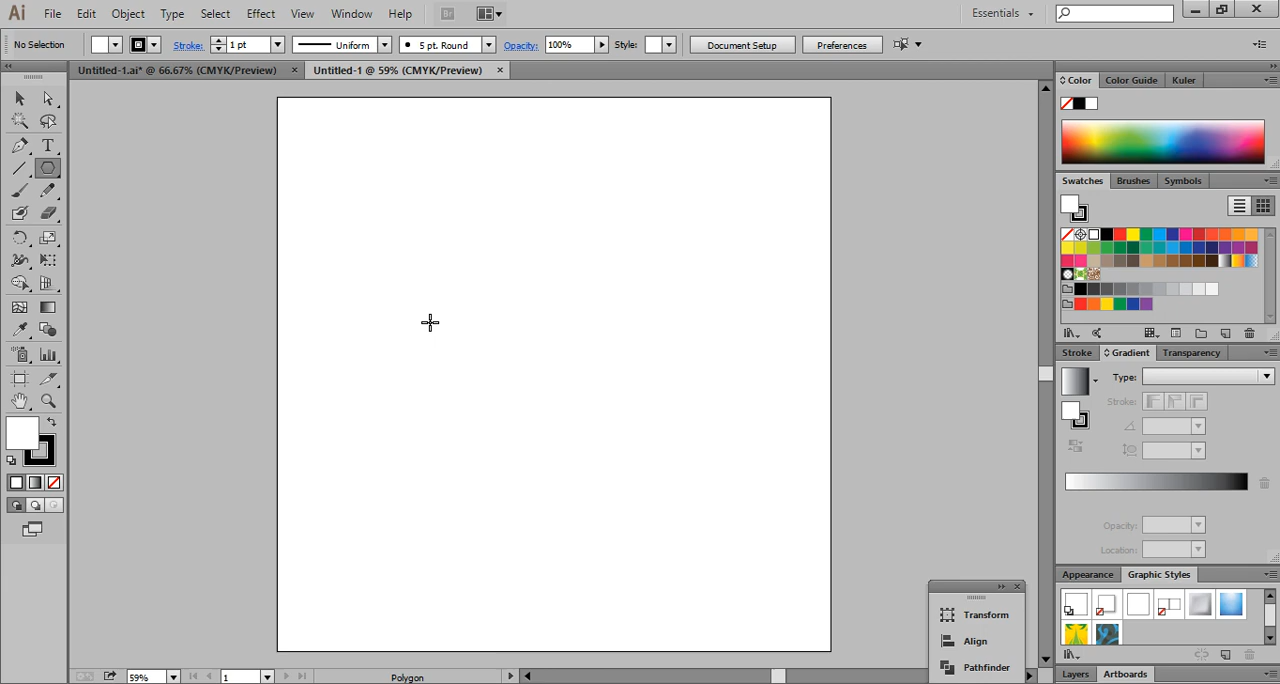 Ai File Edit Object Type Select Effect View Window Help Br Essentials
No Selection Stroke: 1 pt Uniform 5 pt. Round Opacity: 100% Style: Document Setup Preferences
Untitled-1.ai* @ 66.67% (CMYK/Preview) × Untitled-1 @ 59% (CMYK/Preview) ×
Color Color Guide Kuler
Swatches Brushes Symbols
Stroke Gradient Transparency
Type:
Stroke:
Opacity:
Location:
Appearance Graphic Styles
Transform
Align
Pathfinder
Layers Artboards
59% 1 Polygon